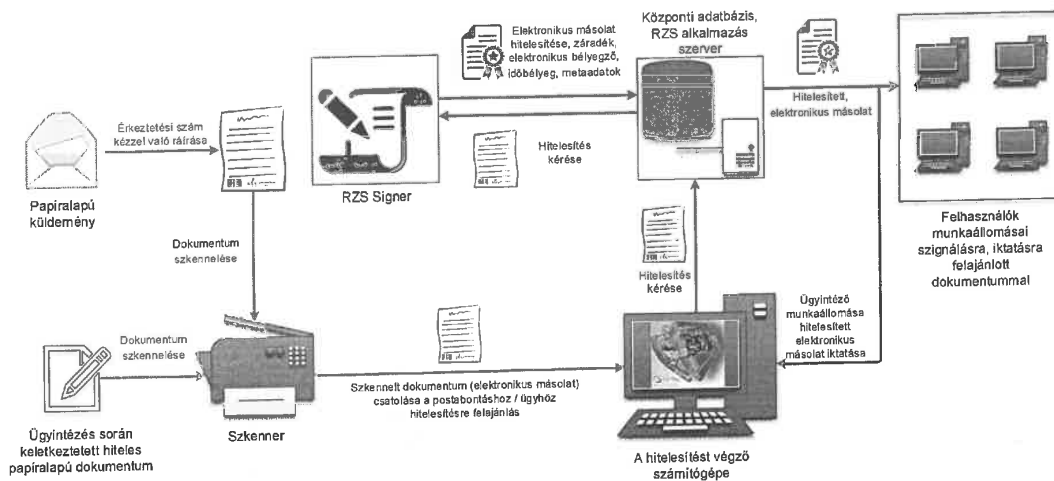 Elektronikus másolat
hitelesítése, záradék,
elektronikus bélyegző,
időbélyeg, metaadatok
Központi adatbázis,
RZS alkalmazás
szerver
Érkeztetési szám
kézzel való ráírása
Papíralapú
küldemény
RZS Signer
Hitelesítés
kérése
Hitelesített,
elektronikus másolat
Felhasználók
munkaállomásai
szignálásra, iktatásra
felajánlott
dokumentummal
Dokumentum
szkennelése
Hitelesítés
kérése
Ügyintéző
munkaállomása
hitelesített
elektronikus
másolat iktatása
Dokumentum
szkennelése
Szkennelt dokumentum (elektronikus másolat)
csatolása a postabontáshoz / ügyhöz
hitelesítésre felajánlás
Ügyintézés során
keletkeztetett hiteles
papíralapú dokumentum
Szkenner
A hitelesítést végző
számítógépe